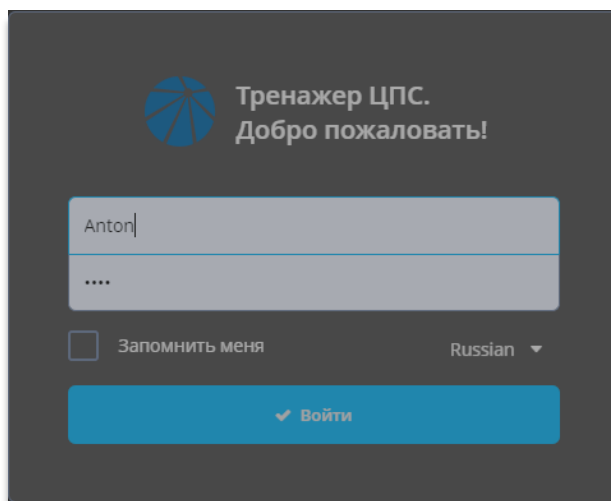 Тренажер ЦПС.
Добро пожаловать!
Anton
••••
Запомнить меня
Russian
Войти